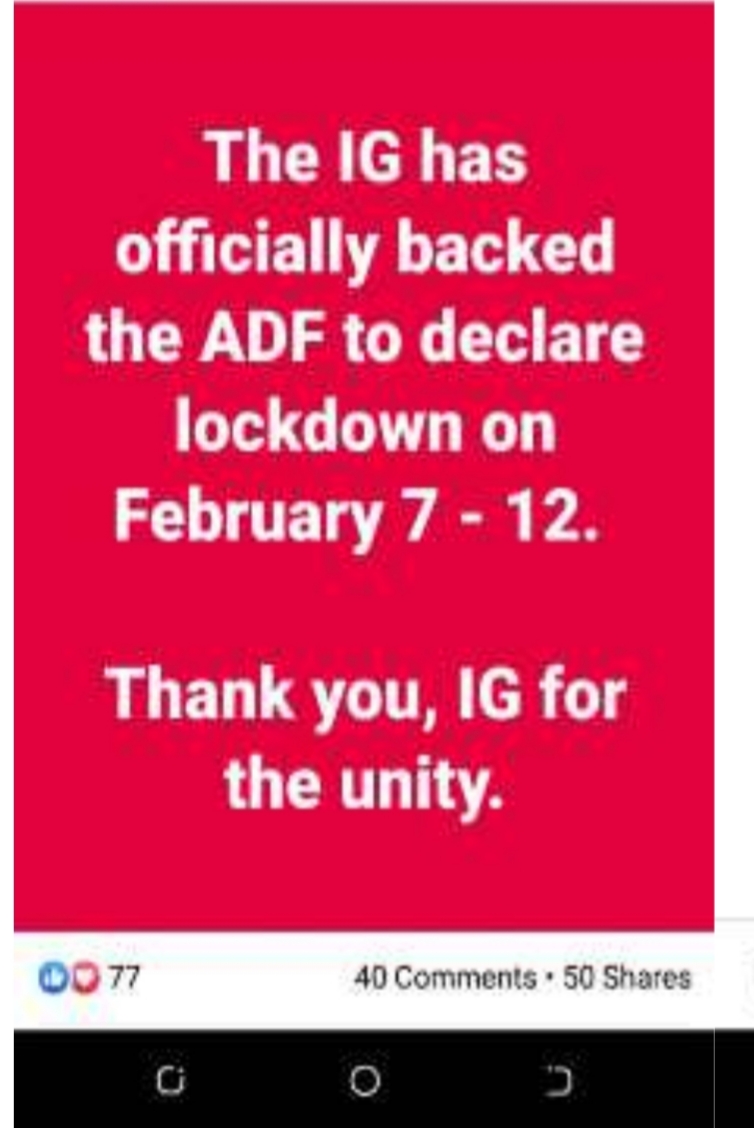 The IG has
officially backed
the ADF to declare
lockdown on
February 7 - 12.
Thank you, IG for
the unity.
77
40 Comments • 50 Shares